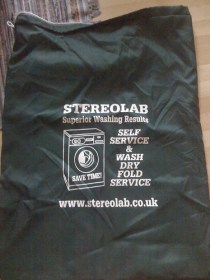 STEREOLAB
Superior Washing Results
SELF
SERVICE
&
WASH
DRY
FOLD
SERVICE
SAVE TIME!
www.stereolab.co.uk